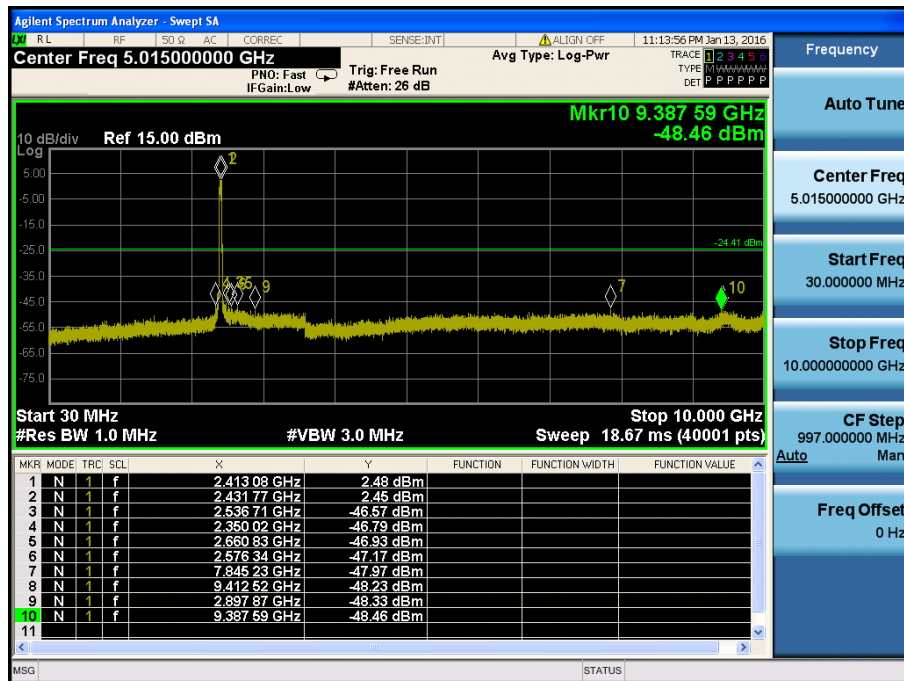 Agilent Spectrum Analyzer - Swept SA
LXI RL RF 50 Ω AC CORREC SENSE:INT ALIGN OFF 11:13:56 PM Jan 13, 2016
Center Freq 5.015000000 GHz
PNO: Fast
IFGain:Low
Trig: Free Run
#Atten: 26 dB
Avg Type: Log-Pwr
TRACE 1 2 3 4 5 6
TYPE M WWWWW
DET P P P P P P
Mkr10 9.387 59 GHz
-48.46 dBm
10 dB/div Ref 15.00 dBm
Log
5.00
-5.00
-15.0
-25.0
-35.0
-45.0
-55.0
-65.0
-75.0
2
-24.41 dBm
9
7
10
Start 30 MHz Stop 10.000 GHz
#Res BW 1.0 MHz #VBW 3.0 MHz Sweep 18.67 ms (40001 pts)
MKR MODE TRC SCL X Y FUNCTION FUNCTION WIDTH FUNCTION VALUE
1 N 1 f 2.413 08 GHz 2.48 dBm
2 N 1 f 2.431 77 GHz 2.45 dBm
3 N 1 f 2.536 71 GHz -46.57 dBm
4 N 1 f 2.350 02 GHz -46.79 dBm
5 N 1 f 2.660 83 GHz -46.93 dBm
6 N 1 f 2.576 34 GHz -47.17 dBm
7 N 1 f 7.845 23 GHz -47.97 dBm
8 N 1 f 9.412 52 GHz -48.23 dBm
9 N 1 f 2.897 87 GHz -48.33 dBm
10 N 1 f 9.387 59 GHz -48.46 dBm
11
MSG STATUS
Frequency
Auto Tune
Center Freq
5.015000000 GHz
Start Freq
30.000000 MHz
Stop Freq
10.000000000 GHz
CF Step
997.000000 MHz
Auto Man
Freq Offset
0 Hz